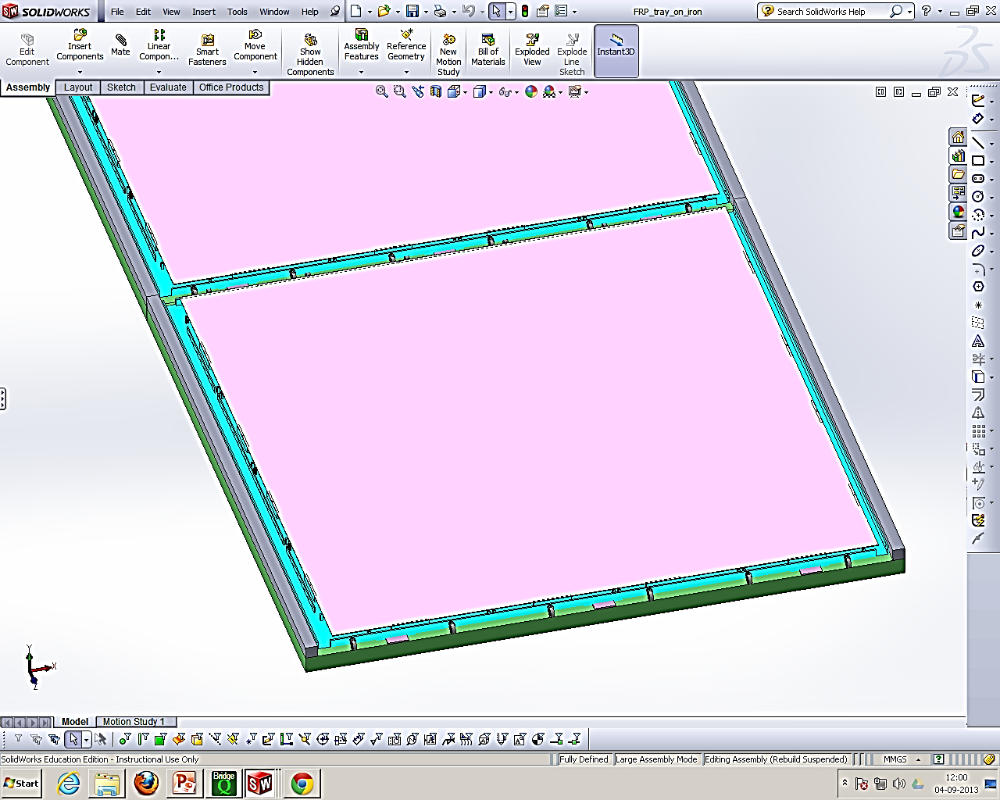 SW SOLIDWORKS File Edit View Insert Tools Window Help FRP_tray_on_iron Search SolidWorks Help
Edit Component
Insert Components
Mate
Linear Compon...
Smart Fasteners
Move Component
Show Hidden Components
Assembly Features
Reference Geometry
New Motion Study
Bill of Materials
Exploded View
Explode Line Sketch
Instant3D
Assembly Layout Sketch Evaluate Office Products
Y
X
Z
Model Motion Study 1
SolidWorks Education Edition - Instructional Use Only Fully Defined Large Assembly Mode Editing Assembly (Rebuild Suspended) MMGS
Start Bridge Q SW 12:00
04-09-2013